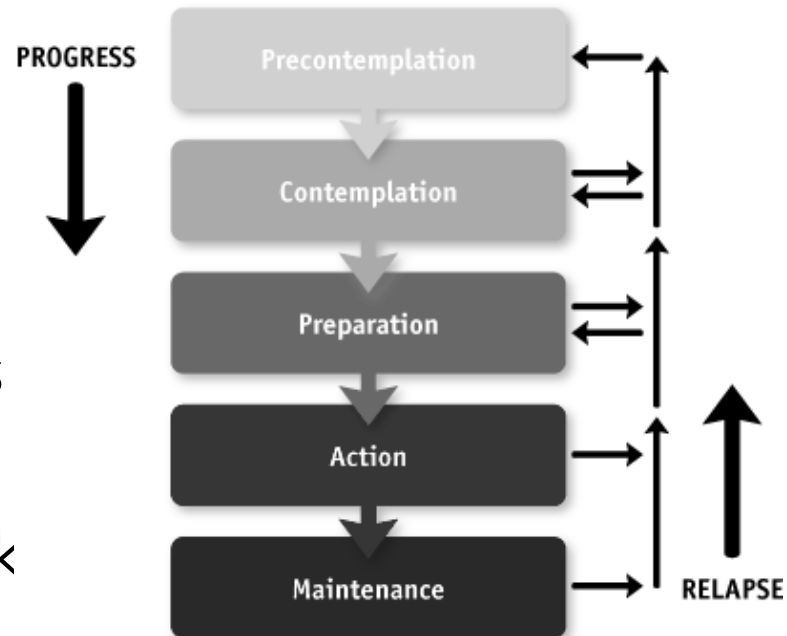 PROGRESS
Precontemplation
Contemplation
Preparation
Action
Maintenance
RELAPSE